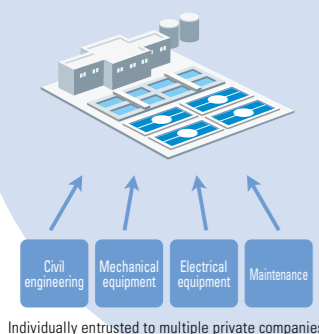 Civil
engineering
Mechanical
equipment
Electrical
equipment
Maintenance
Individually entrusted to multiple private companies